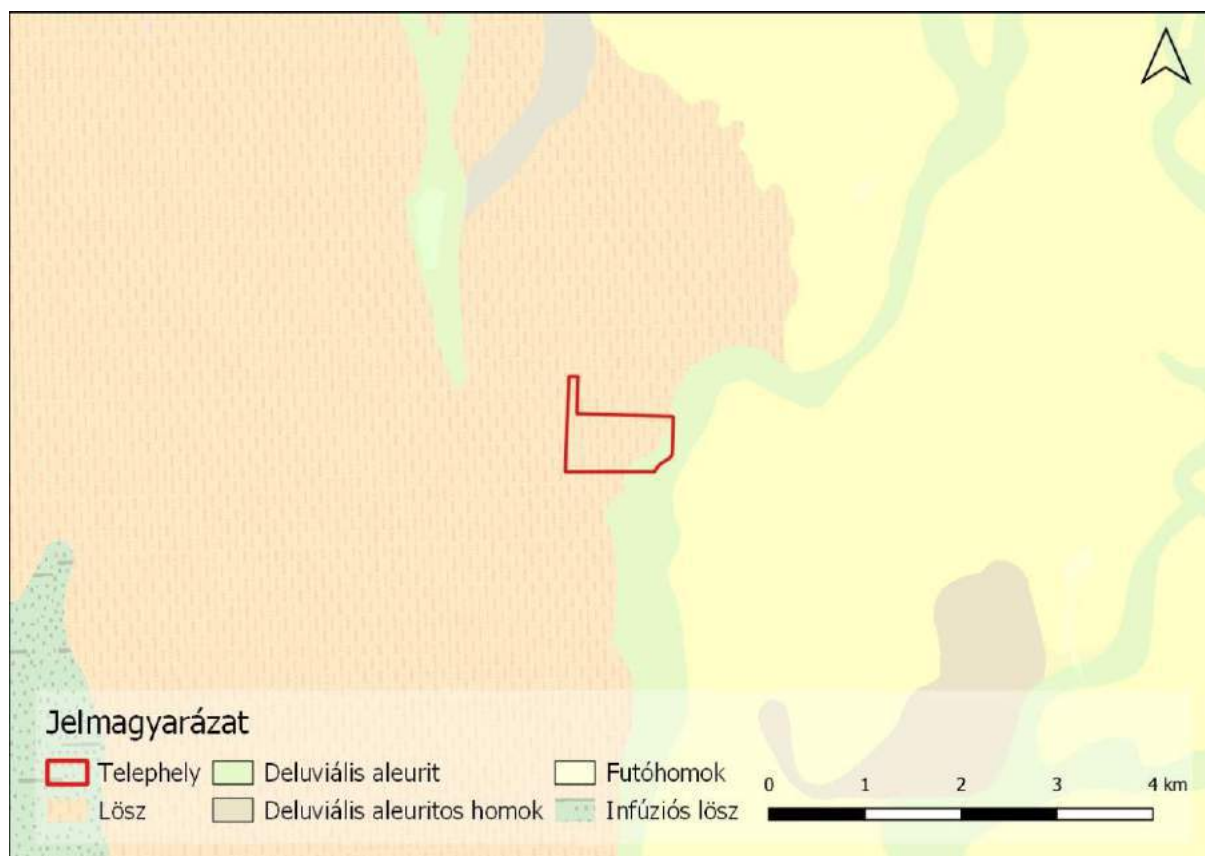 Jelmagyarázat
Telephely Deluviális aleurit Futóhomok
Lösz Deluviális aleuritos homok Infúziós lösz
0 1 2 3 4 km